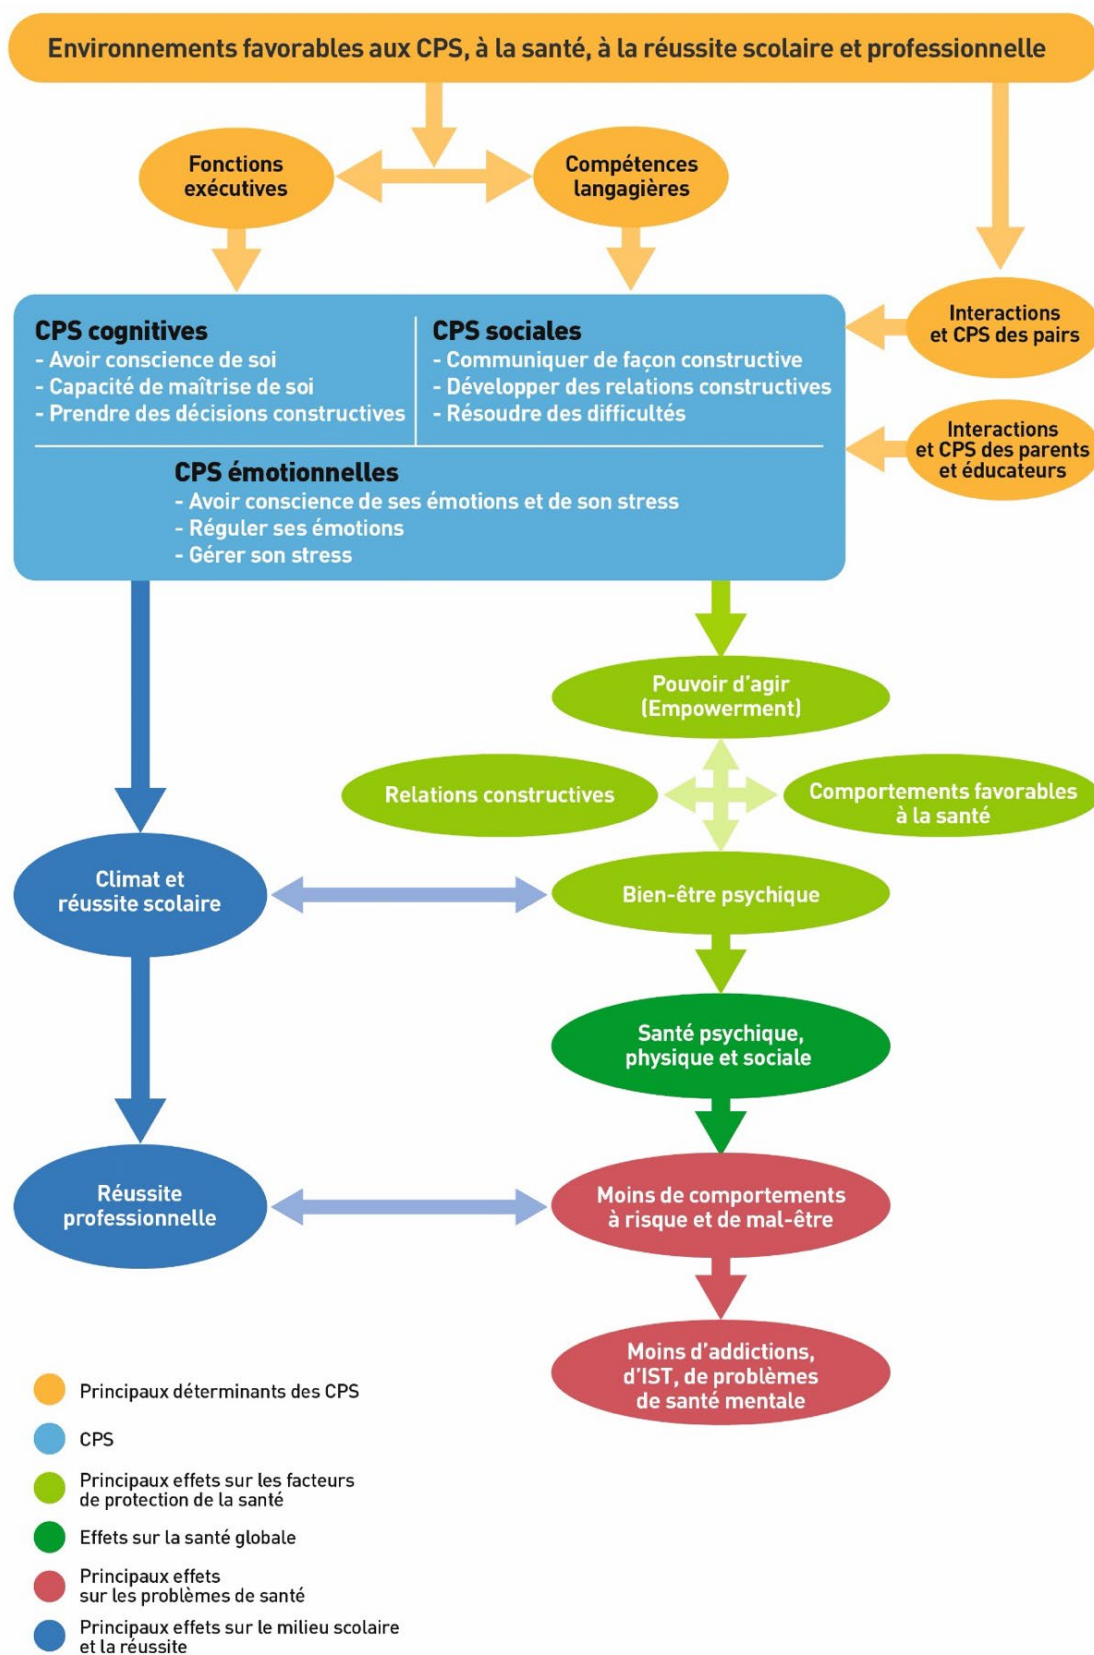 Environnements favorables aux CPS, à la santé, à la réussite scolaire et professionnelle
Fonctions
exécutives
Compétences
langagières
CPS cognitives
- Avoir conscience de soi
- Capacité de maîtrise de soi
- Prendre des décisions constructives
CPS sociales
- Communiquer de façon constructive
- Développer des relations constructives
- Résoudre des difficultés
Interactions
et CPS des pairs
Interactions
et CPS des parents
et éducateurs
CPS émotionnelles
- Avoir conscience de ses émotions et de son stress
- Réguler ses émotions
- Gérer son stress
Pouvoir d'agir
(Empowerment)
Relations constructives
Comportements favorables
à la santé
Climat et
réussite scolaire
Bien-être psychique
Santé psychique,
physique et sociale
Réussite
professionnelle
Moins de comportements
à risque et de mal-être
Moins d'addictions,
d'IST, de problèmes
de santé mentale
Principaux déterminants des CPS
CPS
Principaux effets sur les facteurs
de protection de la santé
Effets sur la santé globale
Principaux effets
sur les problèmes de santé
Principaux effets sur le milieu scolaire
et la réussite